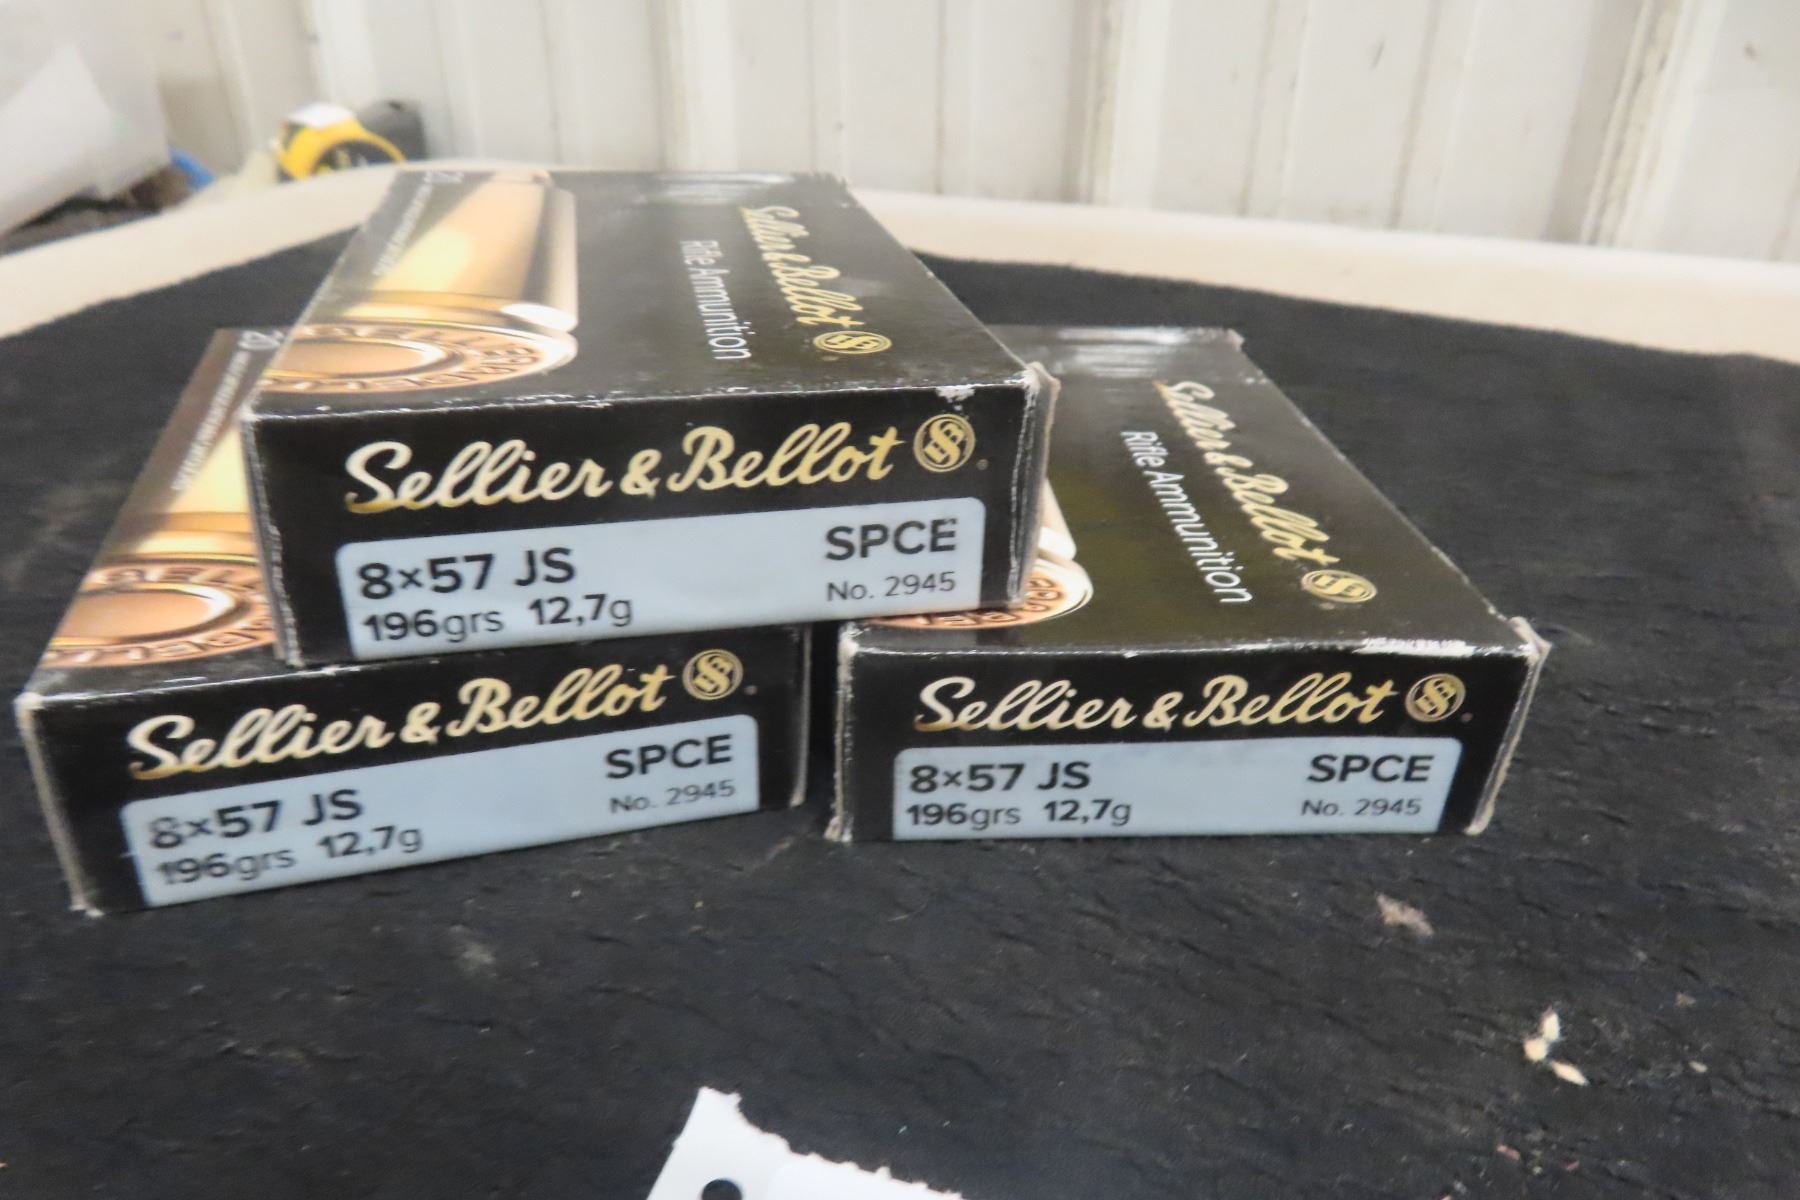 Sellier & Bellot
Rifle Ammunition
Sellier & Bellot
8×57 JS
SPCE
196grs 12,7g
No. 2945
20
Sellier & Bellot
8×57 JS
SPCE
196grs 12,7g
No. 2945
Sellier & Bellot
Rifle Ammunition
Sellier & Bellot
8×57 JS
SPCE
196grs 12,7g
No. 2945